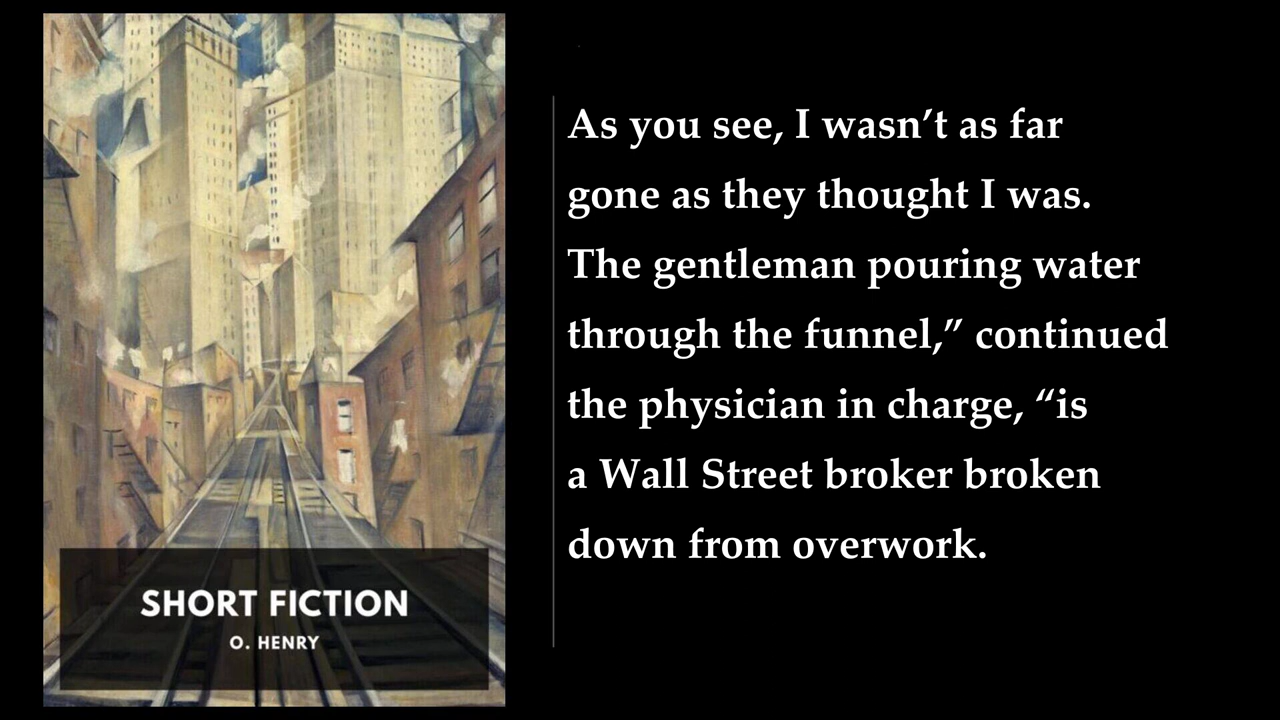 As you see, I wasn’t as far
gone as they thought I was.
The gentleman pouring water
through the funnel,” continued
the physician in charge, “is
a Wall Street broker broken
down from overwork.
SHORT FICTION
O. HENRY